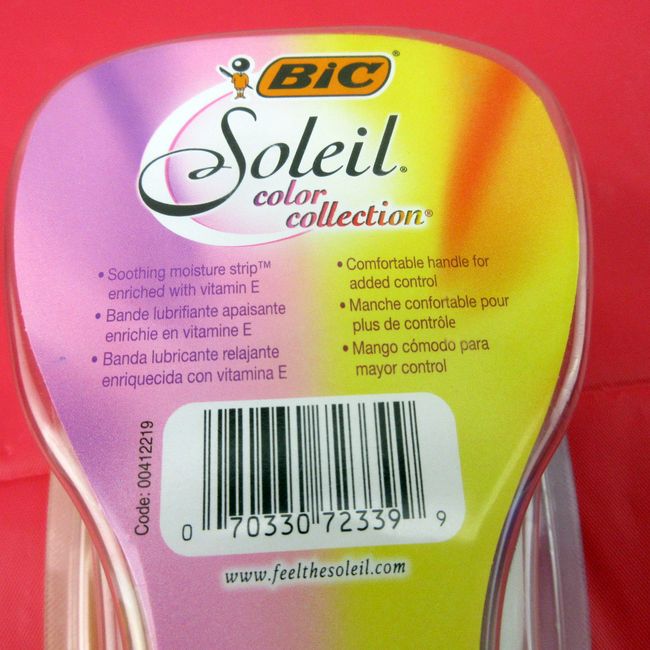 BiC®
Soleil®
color
collection®
• Soothing moisture strip™
enriched with vitamin E
• Bande lubrifiante apaisante
enrichie en vitamine E
• Banda lubricante relajante
enriquecida con vitamina E
• Comfortable handle for
added control
• Manche confortable pour
plus de contrôle
• Mango cómodo para
mayor control
Code: 00412219
0 70330 72339 9
www.feelthesoleil.com